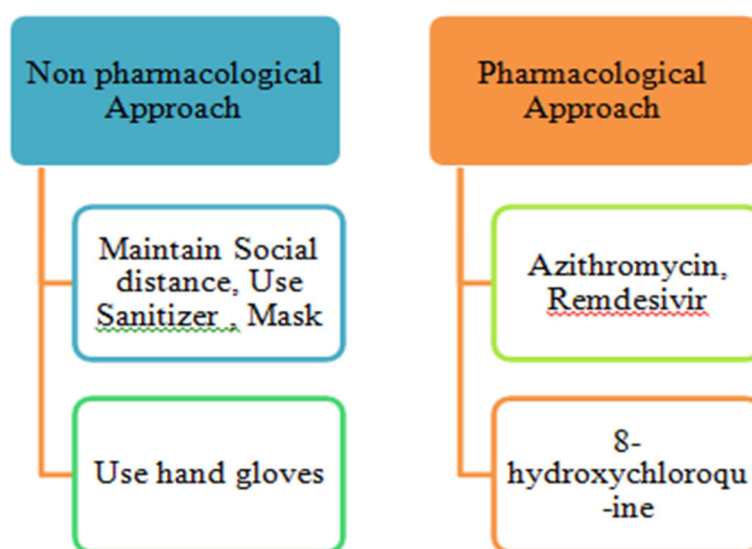 Non pharmacological
Approach
Maintain Social
distance, Use
Sanitizer , Mask
Use hand gloves
Pharmacological
Approach
Azithromycin,
Remdesivir
8-
hydroxychloroqu
-ine